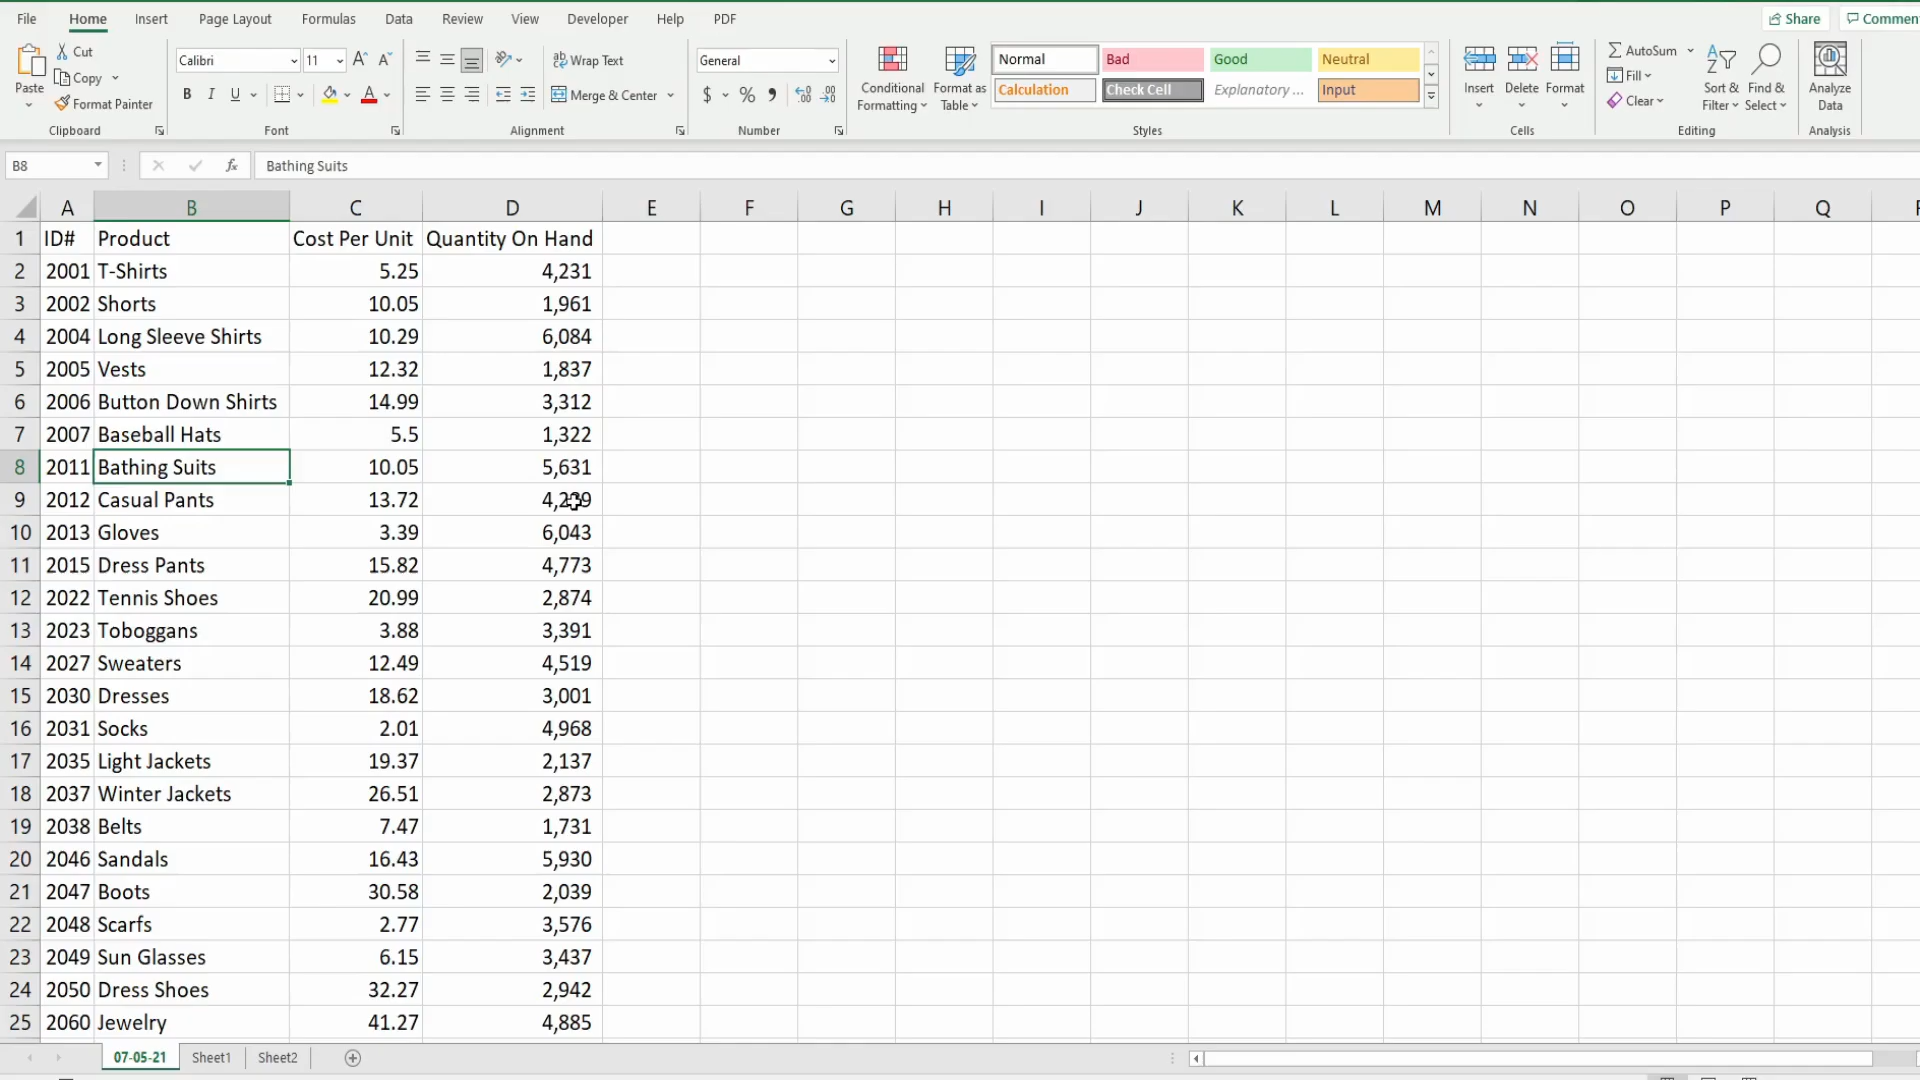 File Home Insert Page Layout Formulas Data Review View Developer Help PDF Share Commen
Cut Calibri 11 Wrap Text General Normal Bad Good Neutral AutoSum
Copy Fill
Paste Format Painter B I U Merge & Center $ % Conditional Formatting Format as Table Calculation Check Cell Explanatory ... Input Insert Delete Format Clear Sort & Filter Find & Select Analyze Data
Clipboard Font Alignment Number Styles Cells Editing Analysis
B8 fx Bathing Suits
A B C D E F G H I J K L M N O P Q
1 ID# Product Cost Per Unit Quantity On Hand
2 2001 T-Shirts 5.25 4,231
3 2002 Shorts 10.05 1,961
4 2004 Long Sleeve Shirts 10.29 6,084
5 2005 Vests 12.32 1,837
6 2006 Button Down Shirts 14.99 3,312
7 2007 Baseball Hats 5.5 1,322
8 2011 Bathing Suits 10.05 5,631
9 2012 Casual Pants 13.72
10 2013 Gloves 3.39 6,043
11 2015 Dress Pants 15.82 4,773
12 2022 Tennis Shoes 20.99 2,874
13 2023 Toboggans 3.88 3,391
14 2027 Sweaters 12.49 4,519
15 2030 Dresses 18.62 3,001
16 2031 Socks 2.01 4,968
17 2035 Light Jackets 19.37 2,137
18 2037 Winter Jackets 26.51 2,873
19 2038 Belts 7.47 1,731
20 2046 Sandals 16.43 5,930
21 2047 Boots 30.58 2,039
22 2048 Scarfs 2.77 3,576
23 2049 Sun Glasses 6.15 3,437
24 2050 Dress Shoes 32.27 2,942
25 2060 Jewelry 41.27 4,885
07-05-21 Sheet1 Sheet2